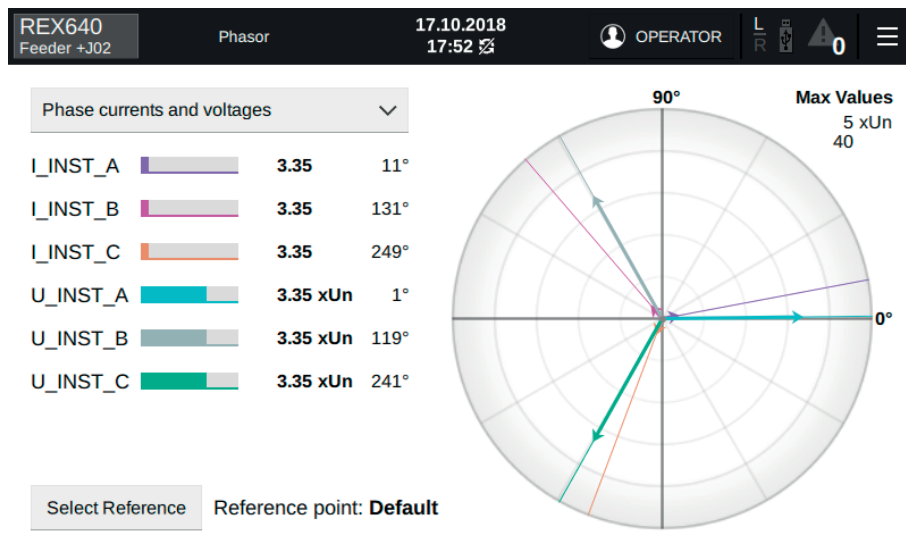 REX640
Feeder +J02
Phasor
17.10.2018
17:52
OPERATOR
L
R
0
Phase currents and voltages
I_INST_A 3.35 11°
I_INST_B 3.35 131°
I_INST_C 3.35 249°
U_INST_A 3.35 xUn 1°
U_INST_B 3.35 xUn 119°
U_INST_C 3.35 xUn 241°
90°
Max Values
5 xUn
40
0°
Select Reference
Reference point: Default